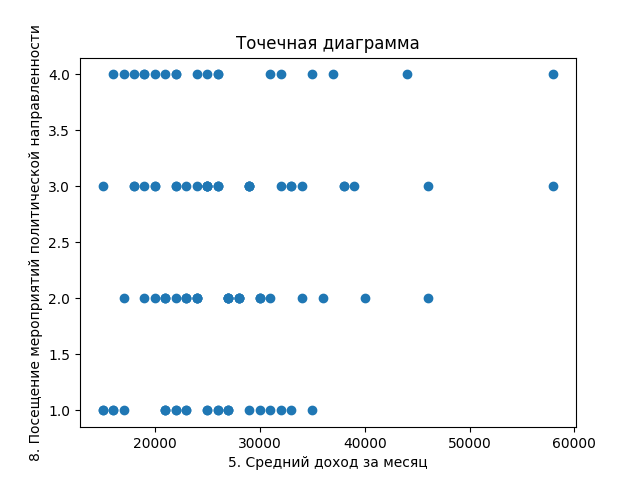 Точечная диаграмма
8. Посещение мероприятий политической направленности
4.0
3.5
3.0
2.5
2.0
1.5
1.0
20000 30000 40000 50000 60000
5. Средний доход за месяц